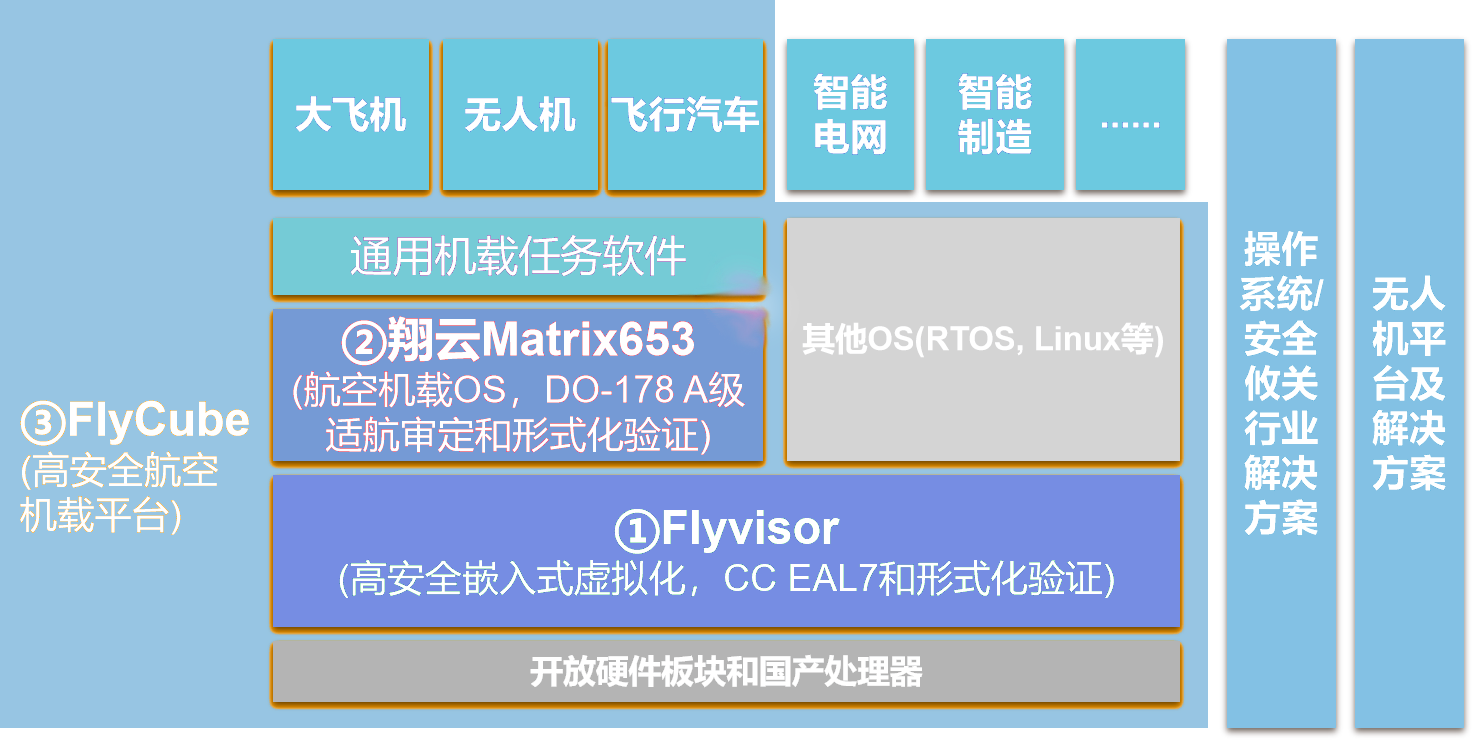 大飞机
无人机
飞行汽车
智能
电网
智能
制造
......
通用机载任务软件
②翔云Matrix653
(航空机载OS，DO-178 A级
适航审定和形式化验证)
其他OS(RTOS, Linux等)
③FlyCube
(高安全航空
机载平台)
①Flyvisor
(高安全嵌入式虚拟化，CC EAL7和形式化验证)
开放硬件板块和国产处理器
操作
系统/
安全
攸关
行业
解决
方案
无人
机平
台及
解决
方案